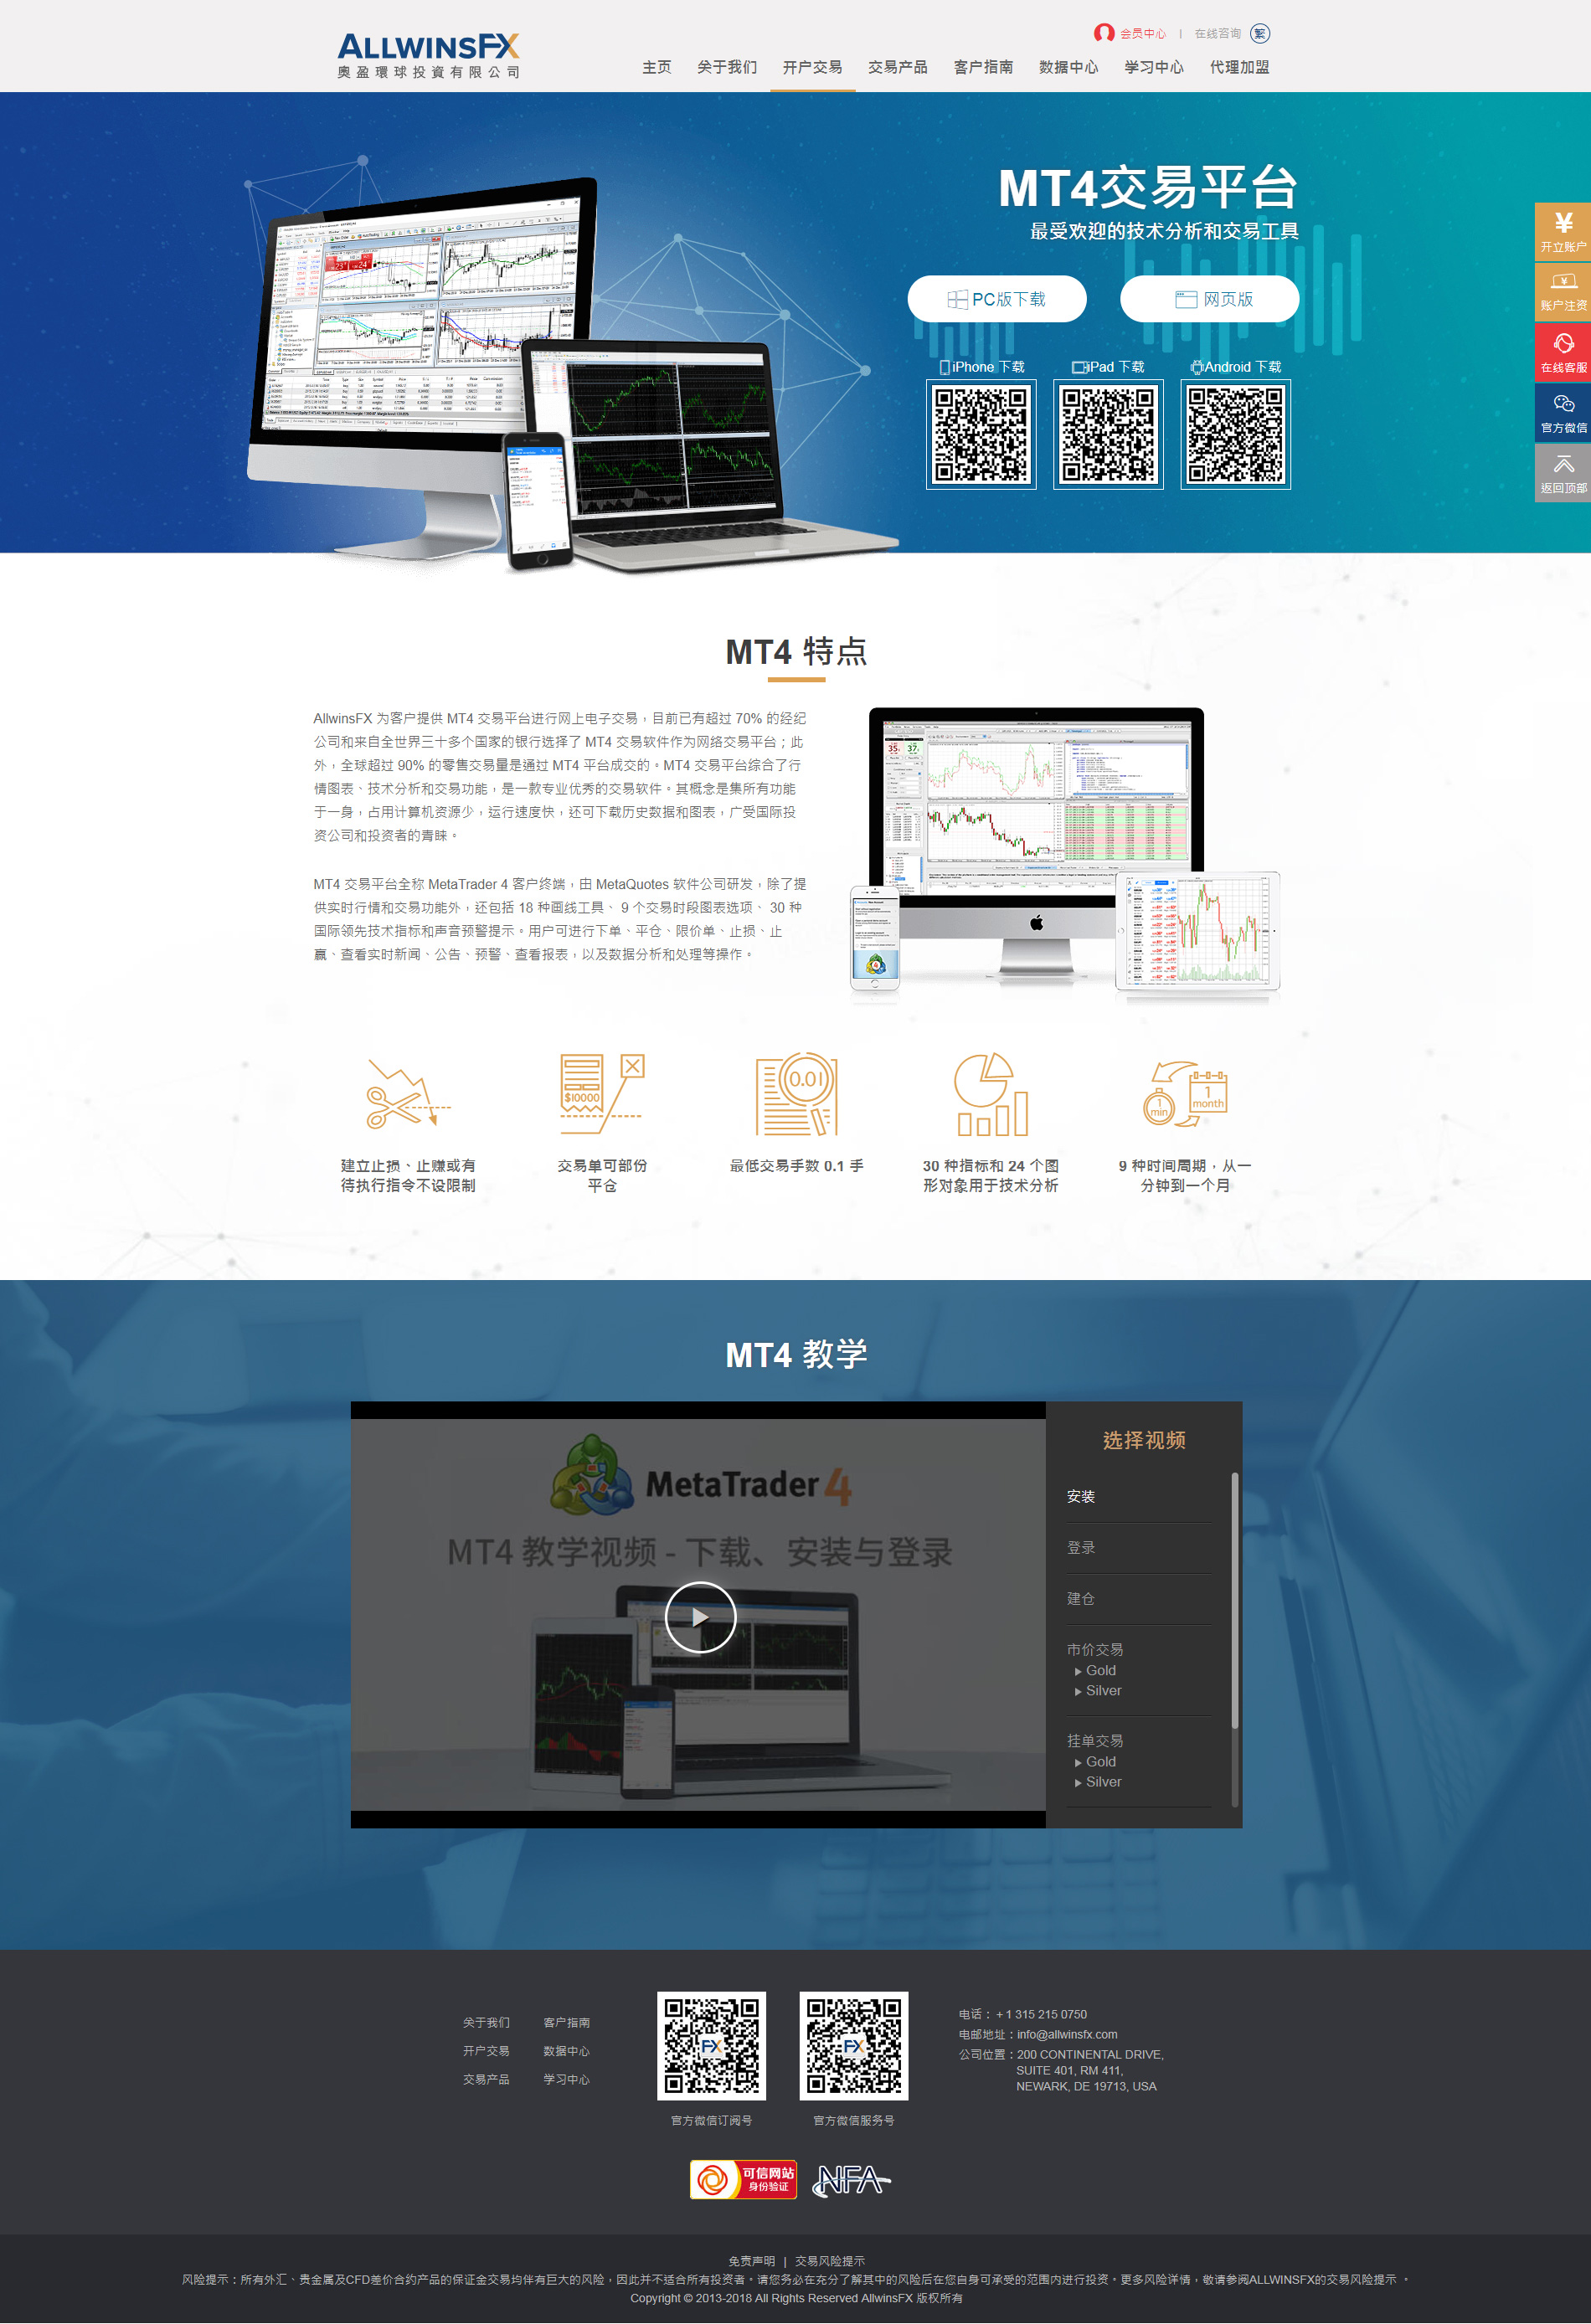 ALLWINSFX
奧盈環球投資有限公司
会员中心 | 在线咨询 繁
主页 关于我们 开户交易 交易产品 客户指南 数据中心 学习中心 代理加盟
MT4交易平台
最受欢迎的技术分析和交易工具
PC版下载 网页版
iPhone 下载 iPad 下载 Android 下载
¥
开立账户
账户注资
在线客服
官方微信
返回顶部
MT4 特点
AllwinsFX 为客户提供 MT4 交易平台进行网上电子交易，目前已有超过 70% 的经纪
公司和来自全世界三十多个国家的银行选择了 MT4 交易软件作为网络交易平台；此
外，全球超过 90% 的零售交易量是通过 MT4 平台成交的。MT4 交易平台综合了行
情图表、技术分析和交易功能，是一款专业优秀的交易软件。其概念是集所有功能
于一身，占用计算机资源少，运行速度快，还可下载历史数据和图表，广受国际投
资公司和投资者的青睐。
MT4 交易平台全称 MetaTrader 4 客户终端，由 MetaQuotes 软件公司研发，除了提
供实时行情和交易功能外，还包括 18 种画线工具、 9 个交易时段图表选项、 30 种
国际领先技术指标和声音预警提示。用户可进行下单、平仓、限价单、止损、止
赢、查看实时新闻、公告、预警、查看报表，以及数据分析和处理等操作。
$10000
0.01
1 min
1 month
建立止损、止赚或有
待执行指令不设限制
交易单可部份
平仓
最低交易手数 0.1 手
30 种指标和 24 个图
形对象用于技术分析
9 种时间周期，从一
分钟到一个月
MT4 教学
MetaTrader 4
MT4 教学视频 - 下载、安装与登录
选择视频
安装
登录
建仓
市价交易
Gold
Silver
挂单交易
Gold
Silver
关于我们 客户指南
开户交易 数据中心
交易产品 学习中心
FX
官方微信订阅号
FX
官方微信服务号
电话：+1 315 215 0750
电邮地址：info@allwinsfx.com
公司位置：200 CONTINENTAL DRIVE,
SUITE 401, RM 411,
NEWARK, DE 19713, USA
可信网站
身份验证
NFA
免责声明 | 交易风险提示
风险提示：所有外汇、贵金属及CFD差价合约产品的保证金交易均伴有巨大的风险，因此并不适合所有投资者。请您务必在充分了解其中的风险后在您自身可承受的范围内进行投资。更多风险详情，敬请参阅ALLWINSFX的交易风险提示 。
Copyright © 2013-2018 All Rights Reserved AllwinsFX 版权所有